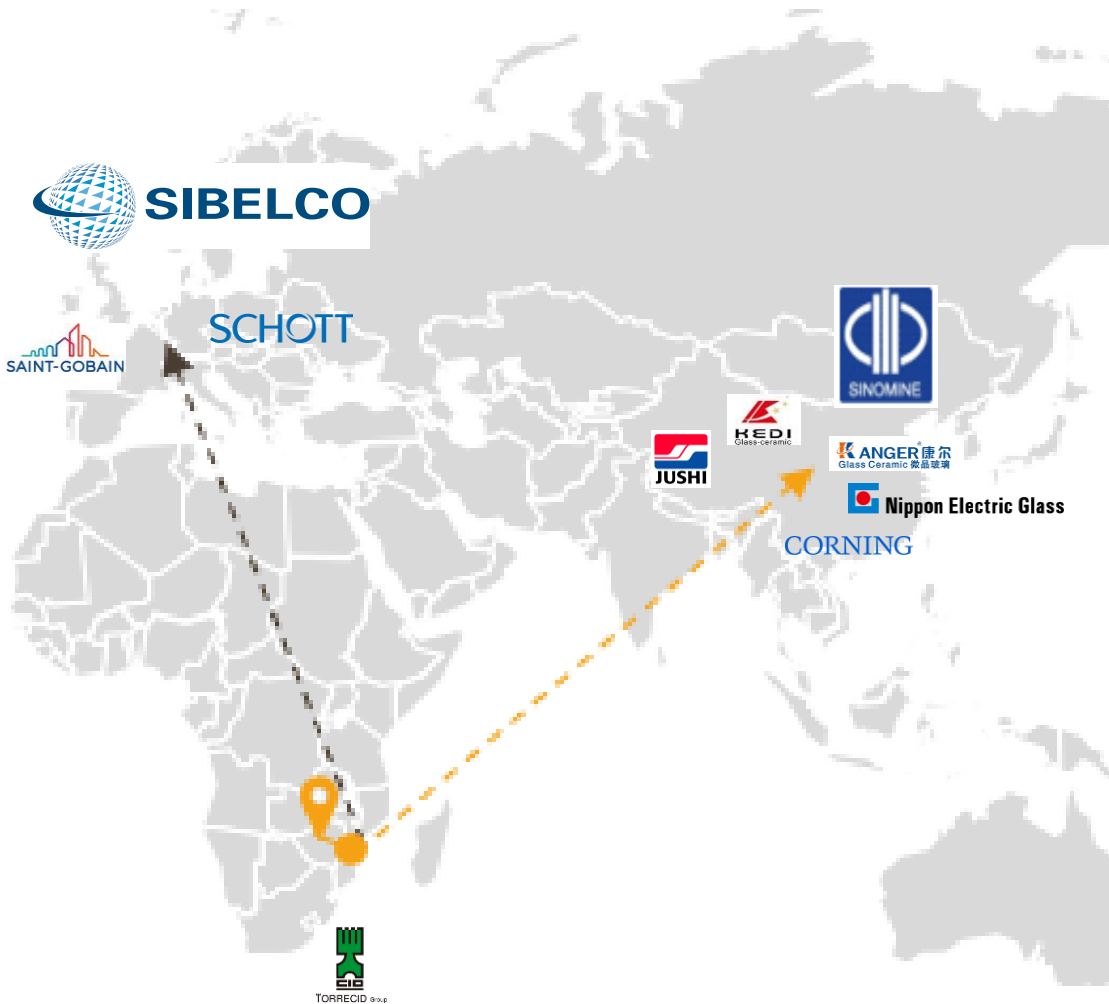 SIBELCO
SCHOTT
SAINT-GOBAIN
SINOMINE
KEDI
Glass-ceramic
JUSHI
KANGER康尔
Glass Ceramic 微晶玻璃
Nippon Electric Glass
CORNING
CID
TORRECID Group